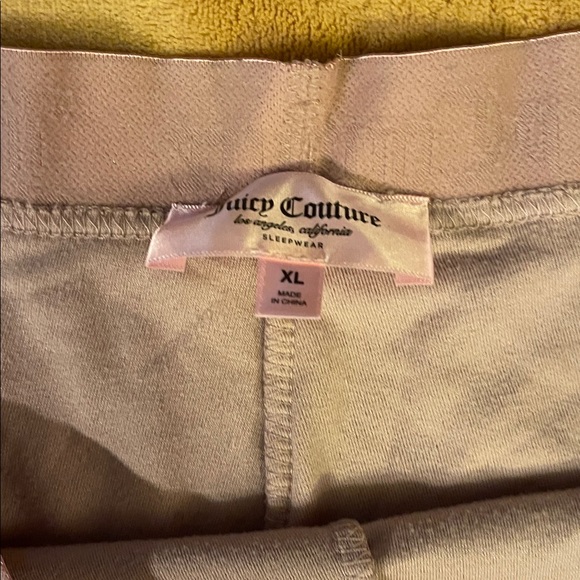 Juicy Couture
los angeles, california
SLEEPWEAR
XL
MADE
IN CHINA